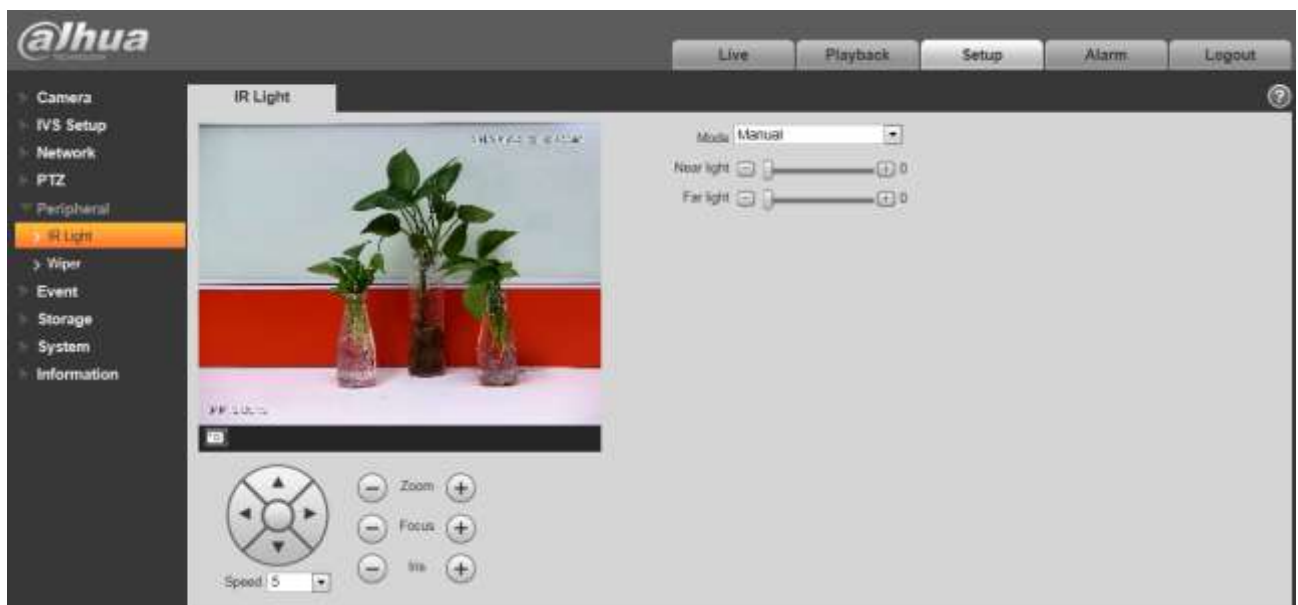 alhua
TECHNOLOGY
Live Playback Setup Alarm Logout
Camera
IVS Setup
Network
PTZ
Peripheral
IR Light
Wiper
Event
Storage
System
Information
IR Light
Mode Manual
Near light 0
Far light 0
Zoom
Focus
Iris
Speed 5